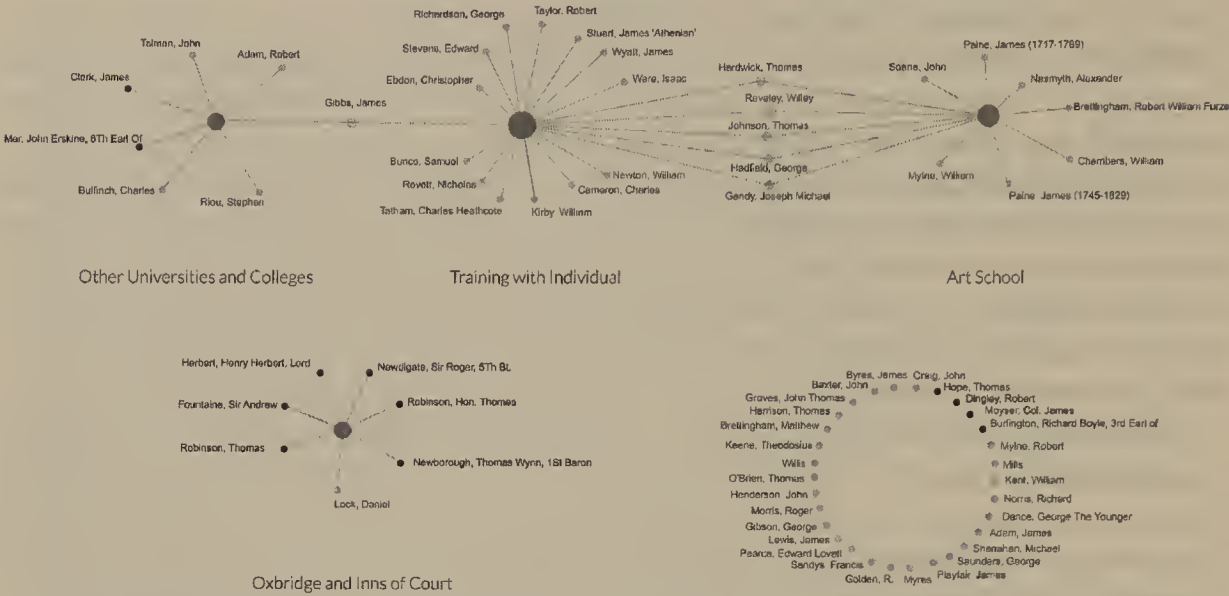 Richardson, George
Taylor, Robert
Talman, John
Adam, Robert
Stevens, Edward
Stuart, James 'Athenian'
Wyatt, James
Paine, James (1717-1789)
Clerk, James
Ebdon, Christopher
Ware, Isaac
Hardwick, Thomas
Soane, John
Nasmyth, Alexander
Gibbs, James
Reveley, Willey
Brettingham, Robert William Furze
Mar, John Erskine, 6Th Earl Of
Johnson, Thomas
Bunce, Samuel
Newton, William
Hadfield, George
Chambers, William
Bulfinch, Charles
Revett, Nicholas
Cameron, Charles
Mylne, William
Riou, Stephen
Tatham, Charles Heathcote
Kirby William
Gandy, Joseph Michael
Paine James (1745-1829)
Other Universities and Colleges
Training with Individual
Art School
Herbert, Henry Herbert, Lord
Newdigate, Sir Roger, 5Th Bt.
Fountaine, Sir Andrew
Robinson, Hon. Thomas
Robinson, Thomas
Newborough, Thomas Wynn, 1St Baron
Lock, Daniel
Oxbridge and Inns of Court
Byres, James
Craig, John
Baxter, John
Hope, Thomas
Groves, John Thomas
Dingley, Robert
Harrison, Thomas
Moyser, Col. James
Brettingham, Matthew
Burlington, Richard Boyle, 3rd Earl of
Keene, Theodosius
Mylne, Robert
Willis
Mills
O'Brien, Thomas
Kent, William
Henderson John
Norris, Richard
Morris, Roger
Dance, George The Younger
Gibson, George
Adam, James
Lewis, James
Shanahan, Michael
Pearce, Edward Lovett
Saunders, George
Sandys Francis
Playfair James
Golden, R.
Myres